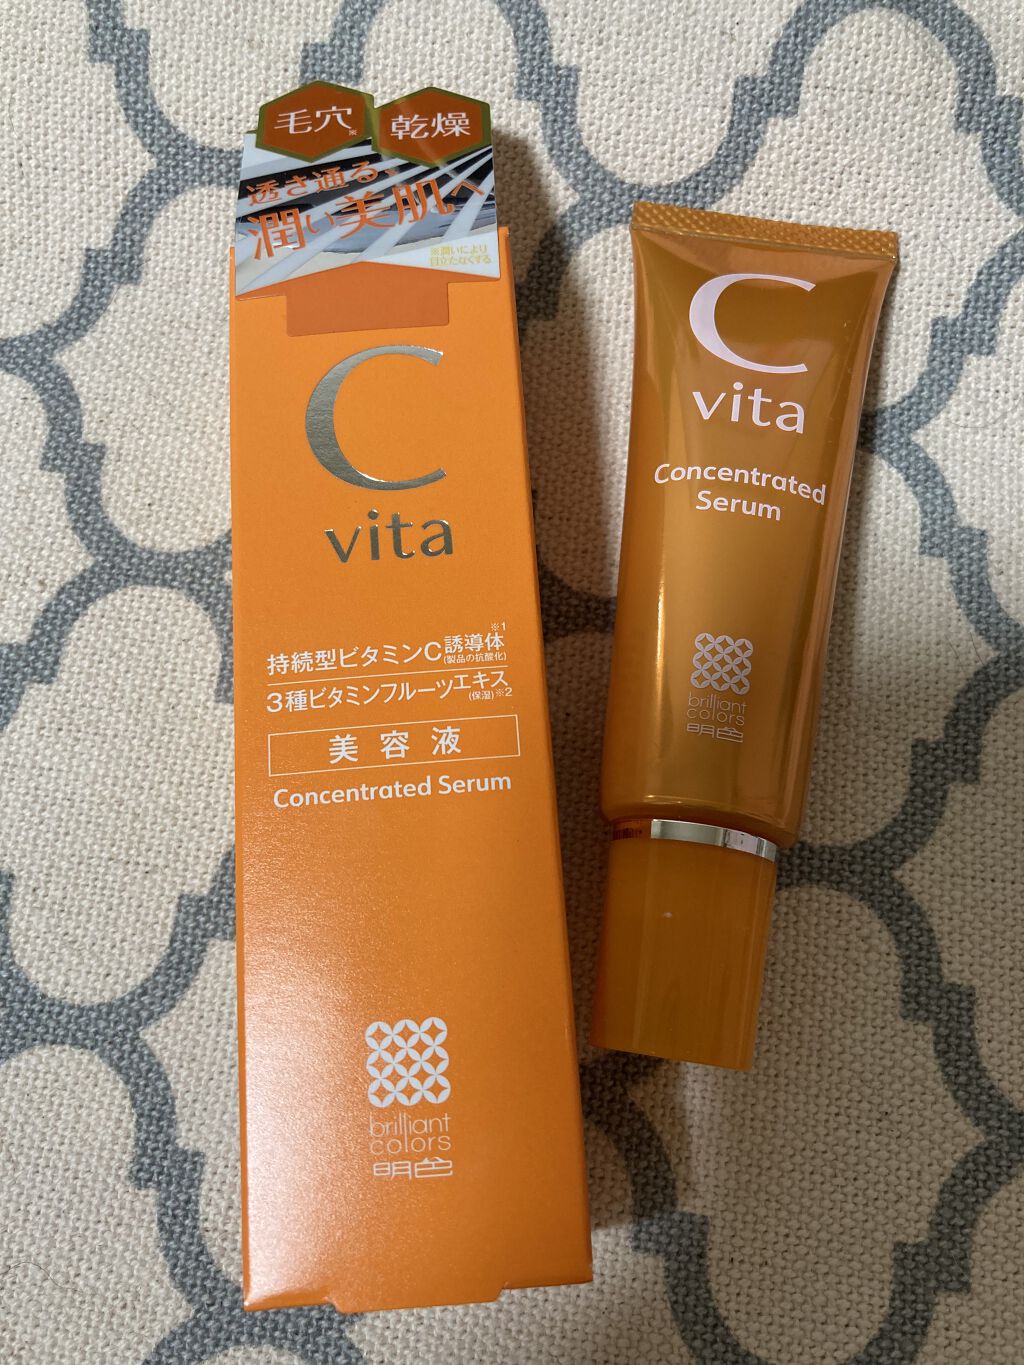 毛穴※
乾燥
透き通る、
潤い美肌へ
※潤いにより
目立たなくする
C
vita
持続型ビタミンC誘導体※1
(製品の抗酸化)
3種ビタミンフルーツエキス
(保湿)※2
美容液
Concentrated Serum
brilliant
colors
明色
C
vita
Concentrated
Serum
brilliant
colors
明色